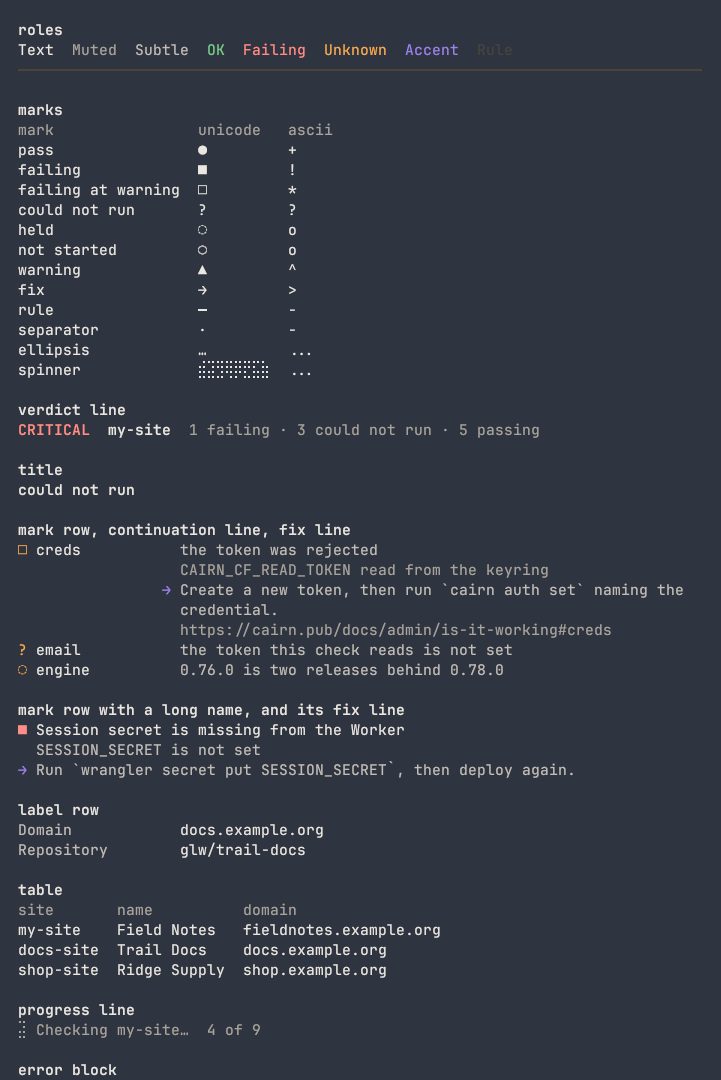 roles
Text  Muted  Subtle  OK  Failing  Unknown  Accent  Rule
marks
mark                unicode   ascii
pass                ●         +
failing             ■         !
failing at warning  □         *
could not run       ?         ?
held                ◌         o
not started         ○         o
warning             ▲         ^
fix                 →         >
rule                ─         -
separator           ·         -
ellipsis            …         ...
spinner                       ...
verdict line
CRITICAL  my-site  1 failing · 3 could not run · 5 passing
title
could not run
mark row, continuation line, fix line
□ creds           the token was rejected
CAIRN_CF_READ_TOKEN read from the keyring
→ Create a new token, then run `cairn auth set` naming the
credential.
https://cairn.pub/docs/admin/is-it-working#creds
? email           the token this check reads is not set
◌ engine          0.76.0 is two releases behind 0.78.0
mark row with a long name, and its fix line
■ Session secret is missing from the Worker
SESSION_SECRET is not set
→ Run `wrangler secret put SESSION_SECRET`, then deploy again.
label row
Domain            docs.example.org
Repository        glw/trail-docs
table
site       name          domain
my-site    Field Notes   fieldnotes.example.org
docs-site  Trail Docs    docs.example.org
shop-site  Ridge Supply  shop.example.org
progress line
Checking my-site…  4 of 9
error block